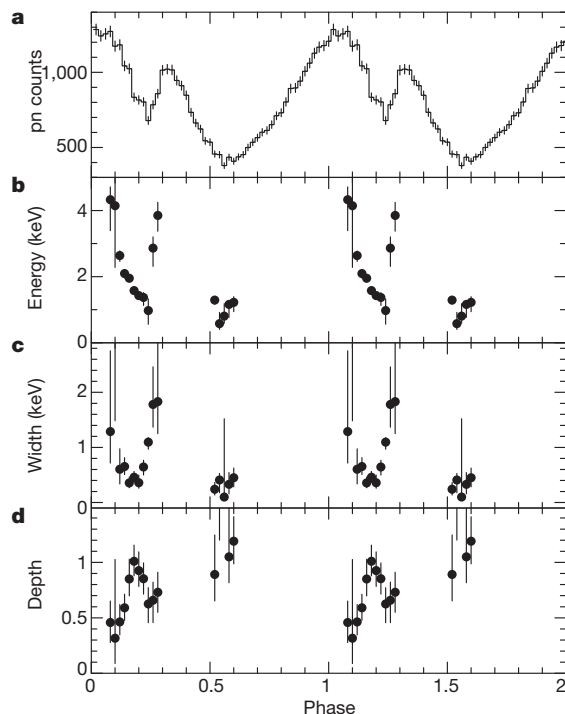 a
pn counts
1,000
500
b
Energy (keV)
4
2
0
c
Width (keV)
2
1
0
d
Depth
1
0.5
0
0 0.5 1 1.5 2
Phase